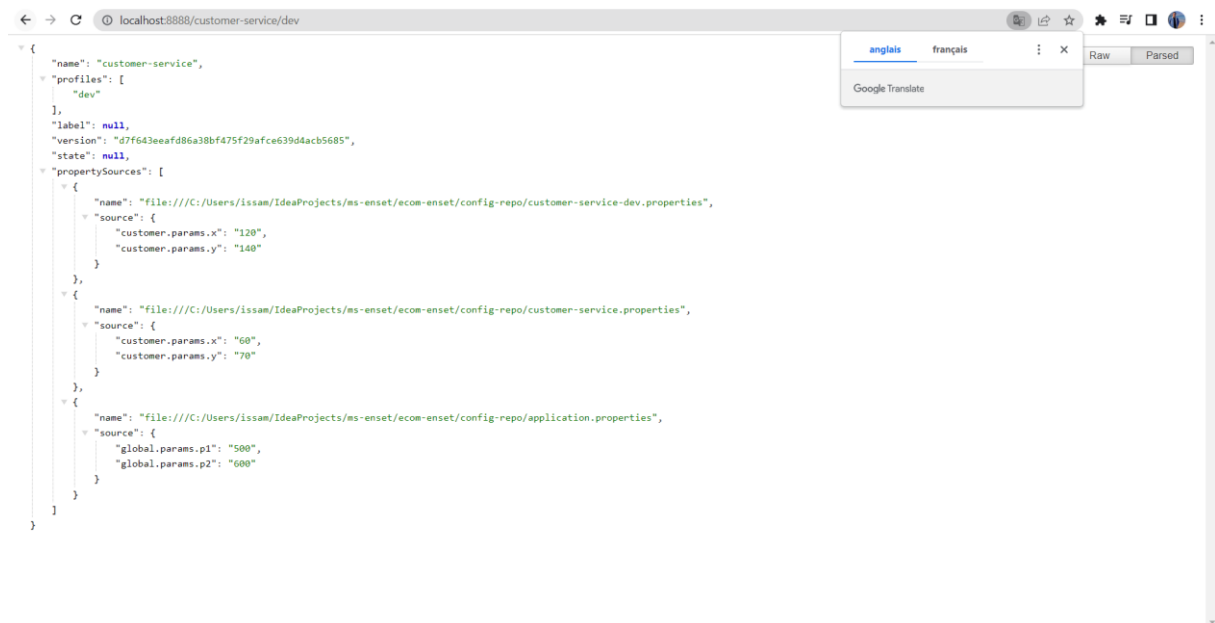 localhost:8888/customer-service/dev
anglais français
Google Translate
Raw Parsed
{
"name": "customer-service",
"profiles": [
"dev"
],
"label": null,
"version": "d7f643eeafd86a38bf475f29afce639d4acb5685",
"state": null,
"propertySources": [
{
"name": "file:///C:/Users/issam/IdeaProjects/ms-enset/ecom-enset/config-repo/customer-service-dev.properties",
"source": {
"customer.params.x": "120",
"customer.params.y": "140"
}
},
{
"name": "file:///C:/Users/issam/IdeaProjects/ms-enset/ecom-enset/config-repo/customer-service.properties",
"source": {
"customer.params.x": "60",
"customer.params.y": "70"
}
},
{
"name": "file:///C:/Users/issam/IdeaProjects/ms-enset/ecom-enset/config-repo/application.properties",
"source": {
"global.params.p1": "500",
"global.params.p2": "600"
}
}
]
}